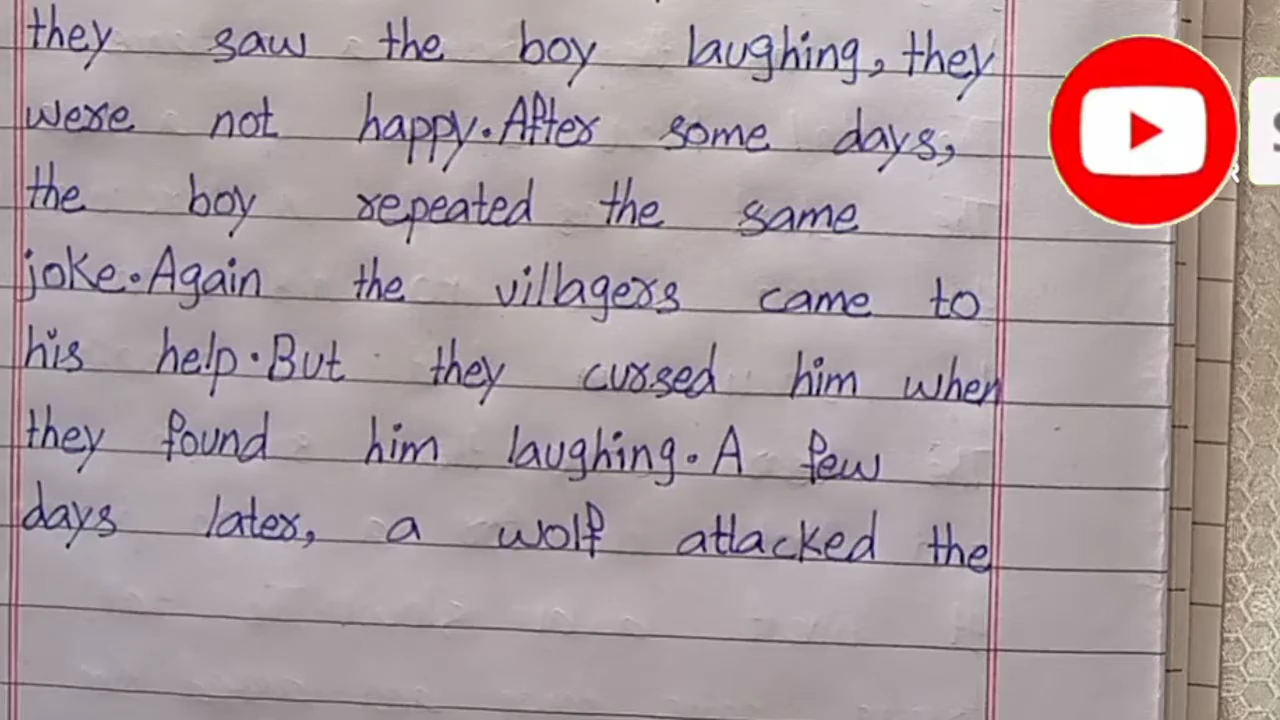 they saw the boy laughing, they
were not happy. After some days,
the boy repeated the same
joke. Again the villagers came to
his help. But they cursed him when
they found him laughing. A few
days later, a wolf attacked the